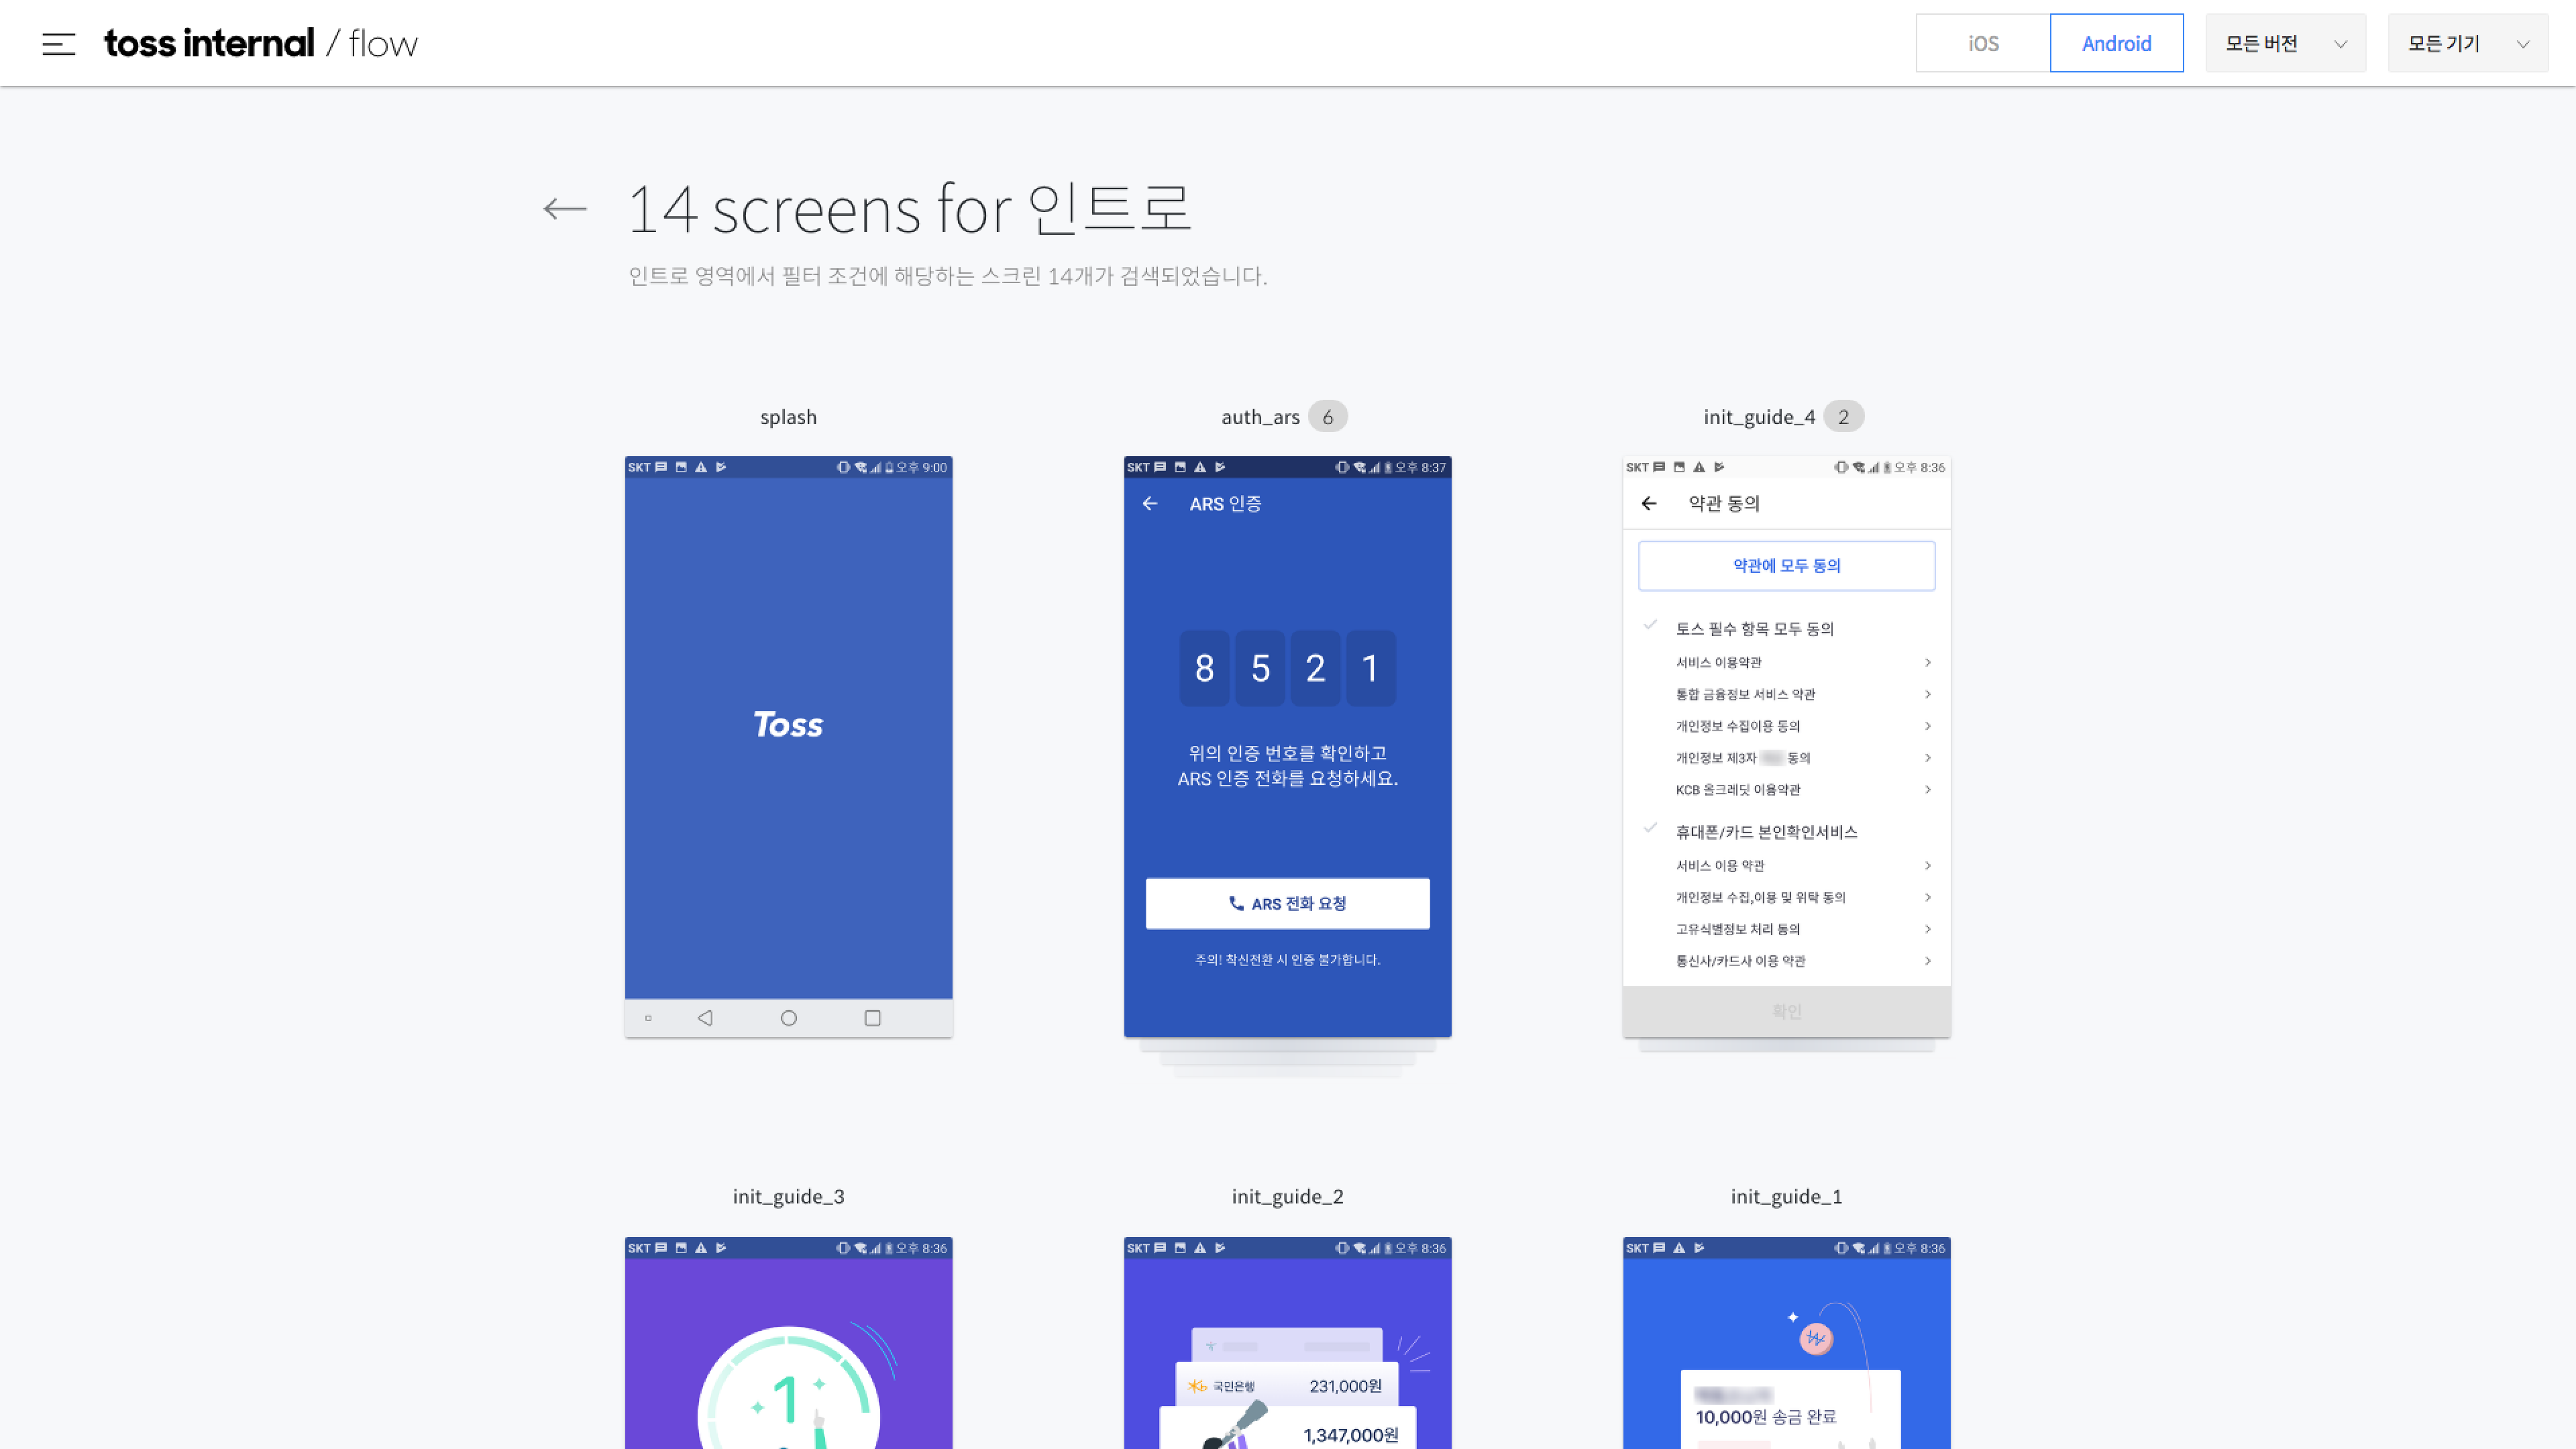 toss internal / flow
iOS
Android
모든 버전
모든 기기
14 screens for 인트로
인트로 영역에서 필터 조건에 해당하는 스크린 14개가 검색되었습니다.
splash
SKT 오후 9:00
Toss
auth_ars 6
SKT 오후 8:37
ARS 인증
8 5 2 1
위의 인증 번호를 확인하고
ARS 인증 전화를 요청하세요.
ARS 전화 요청
주의! 착신전환 시 인증 불가합니다.
init_guide_4 2
SKT 오후 8:36
약관 동의
약관에 모두 동의
토스 필수 항목 모두 동의
서비스 이용약관
통합 금융정보 서비스 약관
개인정보 수집이용 동의
개인정보 제3자 동의
KCB 올크레딧 이용약관
휴대폰/카드 본인확인서비스
서비스 이용 약관
개인정보 수집,이용 및 위탁 동의
고유식별정보 처리 동의
통신사/카드사 이용 약관
확인
init_guide_3
SKT 오후 8:36
1
init_guide_2
SKT 오후 8:36
국민은행 231,000원
1,347,000원
init_guide_1
SKT 오후 8:36
₩
10,000원 송금 완료